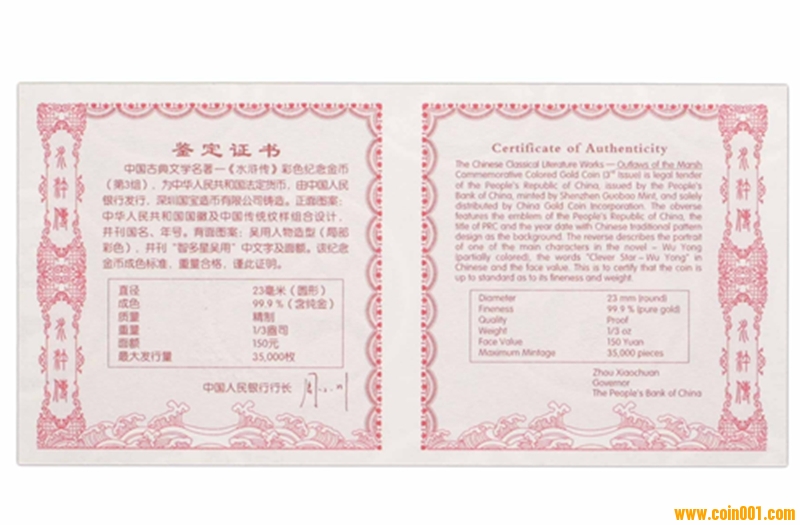 水浒传
水浒传
鉴定证书
中国古典文学名著—《水浒传》彩色纪念金币
（第3组），为中华人民共和国法定货币，由中国人民
银行发行，深圳国宝造币有限公司铸造。正面图案：
中华人民共和国国徽及中国传统纹样组合设计，
并刊国名、年号。背面图案：吴用人物造型（局部
彩色），并刊“智多星吴用”中文字及面额。该纪念
金币成色标准，重量合格，谨此证明。
直径 23毫米（圆形）
成色 99.9％（含纯金）
质量 精制
重量 1/3盎司
面额 150元
最大发行量 35,000枚
中国人民银行行长
Certificate of Authenticity
The Chinese Classical Literature Works — Outlaws of the Marsh
Commemorative Colored Gold Coin (3rd Issue) is legal tender
of the People's Republic of China, issued by the People's
Bank of China, minted by Shenzhen Guobao Mint, and solely
distributed by China Gold Coin Incorporation. The obverse
features the emblem of the People's Republic of China, the
title of PRC and the year date with Chinese traditional pattern
design as the background. The reverse describes the portrait
of one of the main characters in the novel – Wu Yong
(partially colored), the words "Clever Star – Wu Yong" in
Chinese and the face value. This is to certify that the coin is
up to standard as to its fineness and weight.
Diameter 23 mm (round)
Fineness 99.9 % (pure gold)
Quality Proof
Weight 1/3 oz
Face Value 150 Yuan
Maximum Mintage 35,000 pieces
Zhou Xiaochuan
Governor
The People's Bank of China
水浒传
水浒传
www.coin001.com